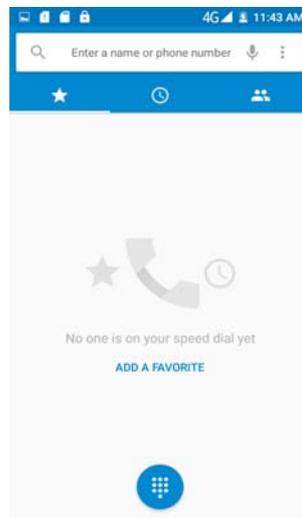 4G 11:43 AM
Enter a name or phone number
No one is on your speed dial yet
ADD A FAVORITE